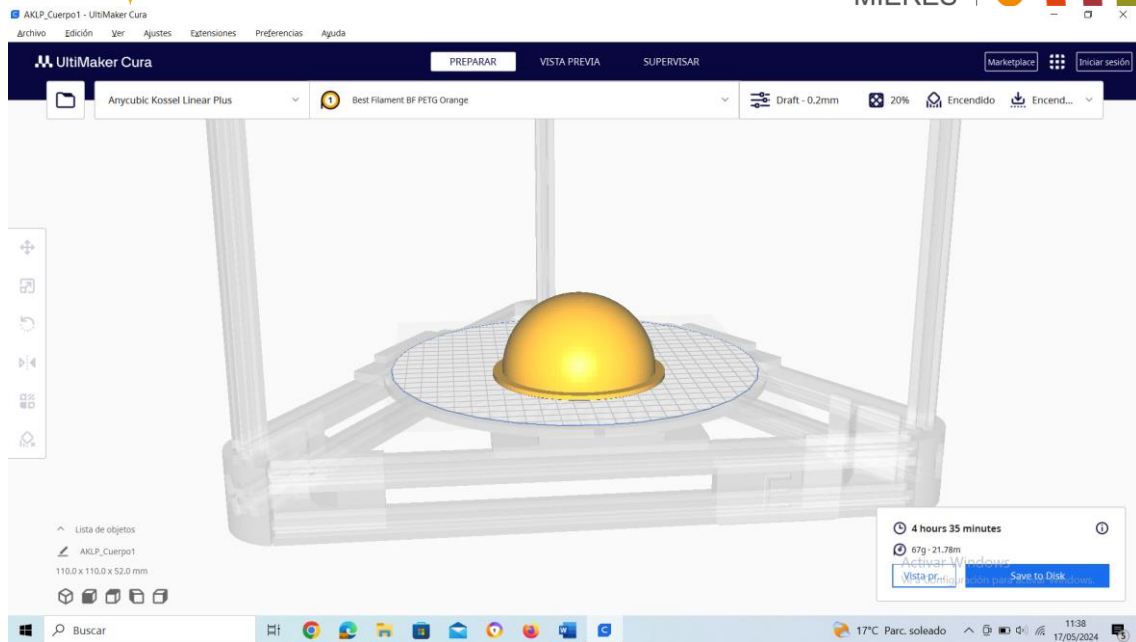 MIERES
AKLP_Cuerpo1 - UltiMaker Cura
Archivo Edición Ver Ajustes Extensiones Preferencias Ayuda
UltiMaker Cura
PREPARAR VISTA PREVIA SUPERVISAR
Marketplace Iniciar sesión
Anycubic Kossel Linear Plus
1 Best Filament BF PETG Orange
Draft - 0.2mm 20% Encendido Encend...
Lista de objetos
AKLP_Cuerpo1
110.0 x 110.0 x 52.0 mm
4 hours 35 minutes
67g · 21.78m
Activar Windows
Vista pr... Save to Disk
Buscar
17°C Parc. soleado
11:38
17/05/2024